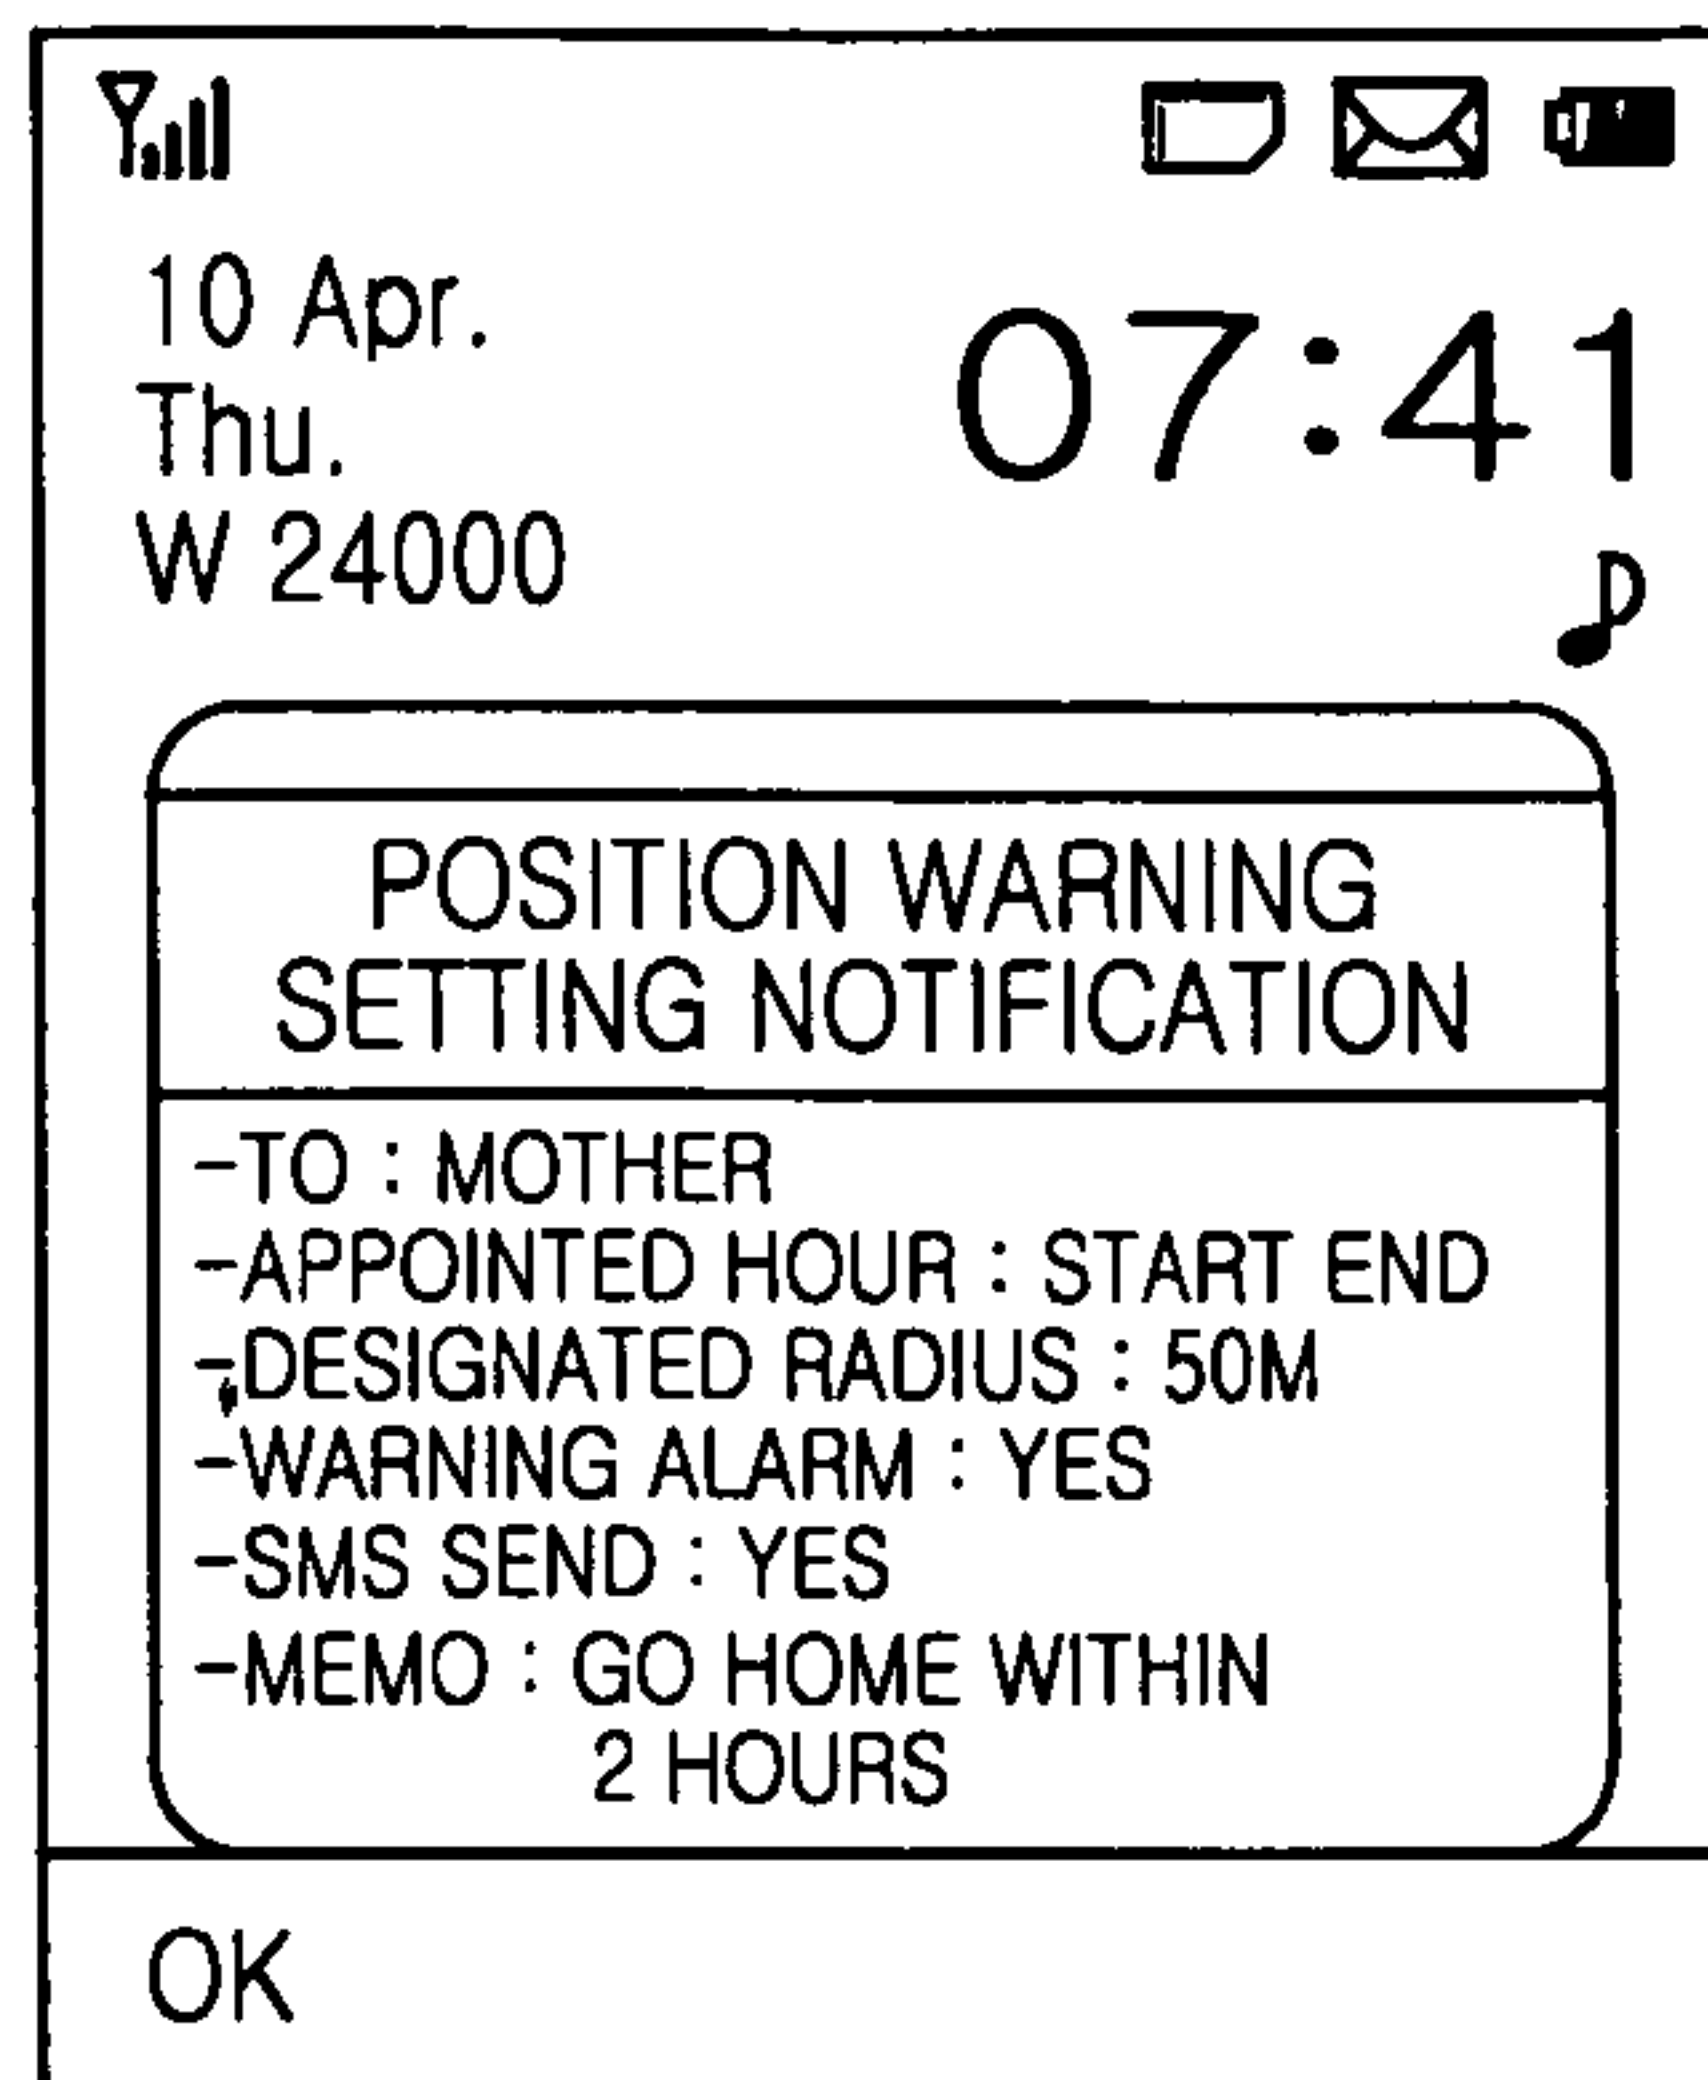 10 Apr.
07:41
Thu.
W 24000
POSITION WARNING
SETTING NOTIFICATION
-TO : MOTHER
-APPOINTED HOUR : START END
-DESIGNATED RADIUS : 50M
-WARNING ALARM : YES
-SMS SEND : YES
-MEMO : GO HOME WITHIN
2 HOURS
OK